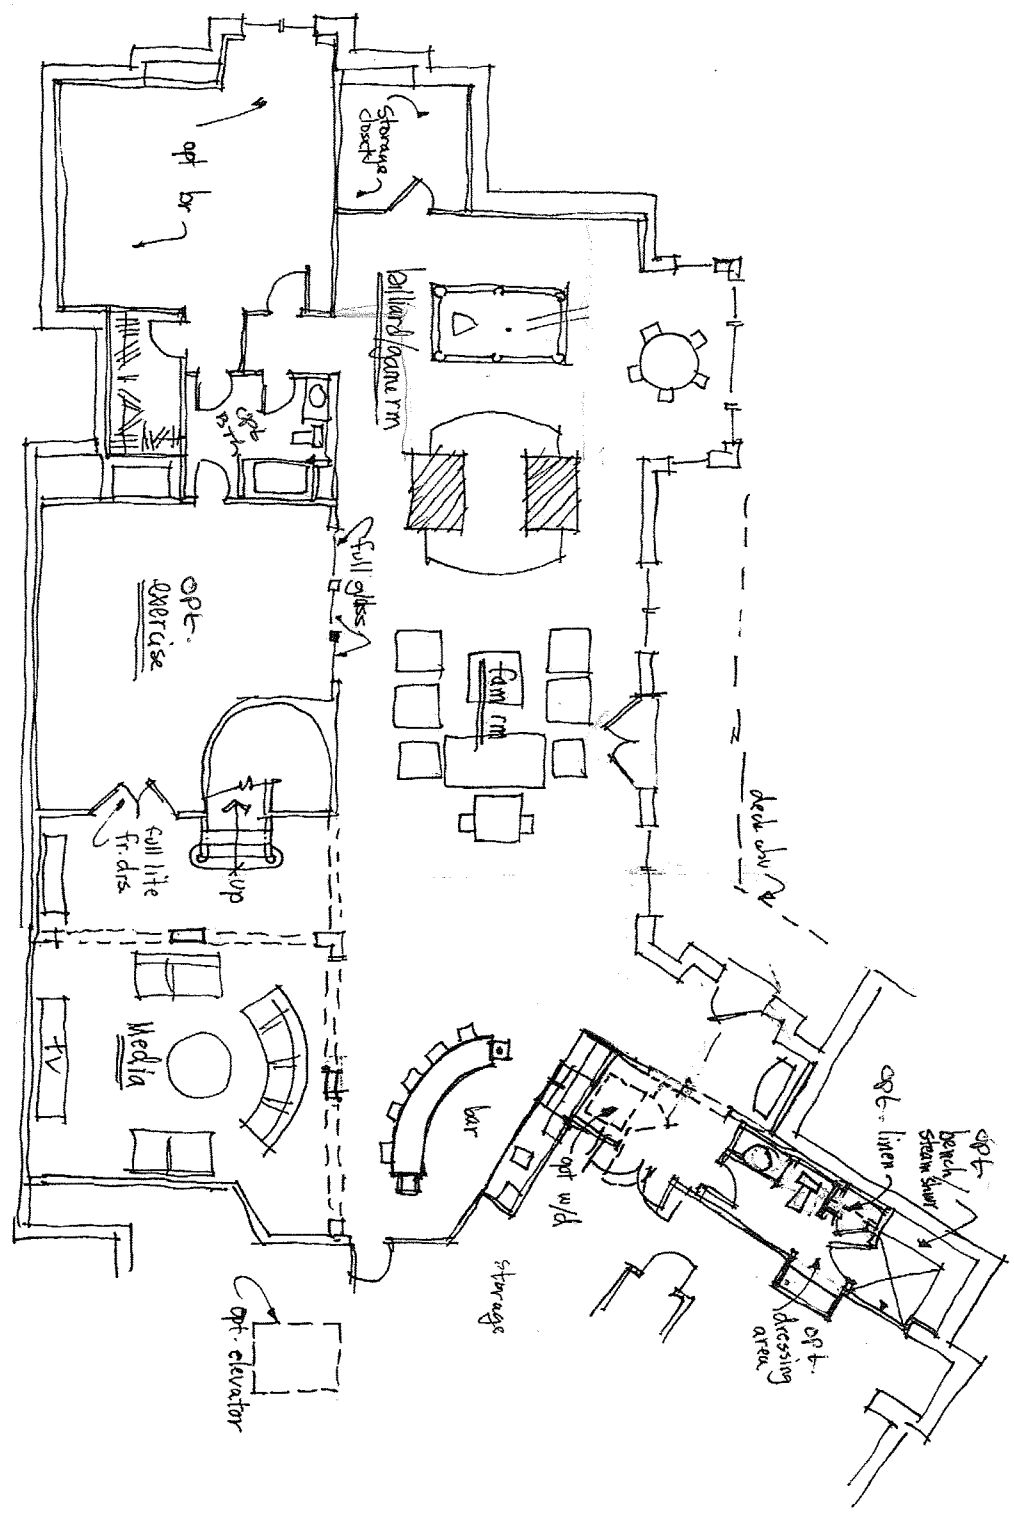 storage
closet
opt br
billiard/game rm
opt
Bth
full glass
opt.
exercise
fam rm
up
full lite
fr. drs.
deck abv
Media
tv
bar
opt w/d
storage
opt. linen
opt
bench/
steam shwr
opt.
dressing
area
opt. elevator